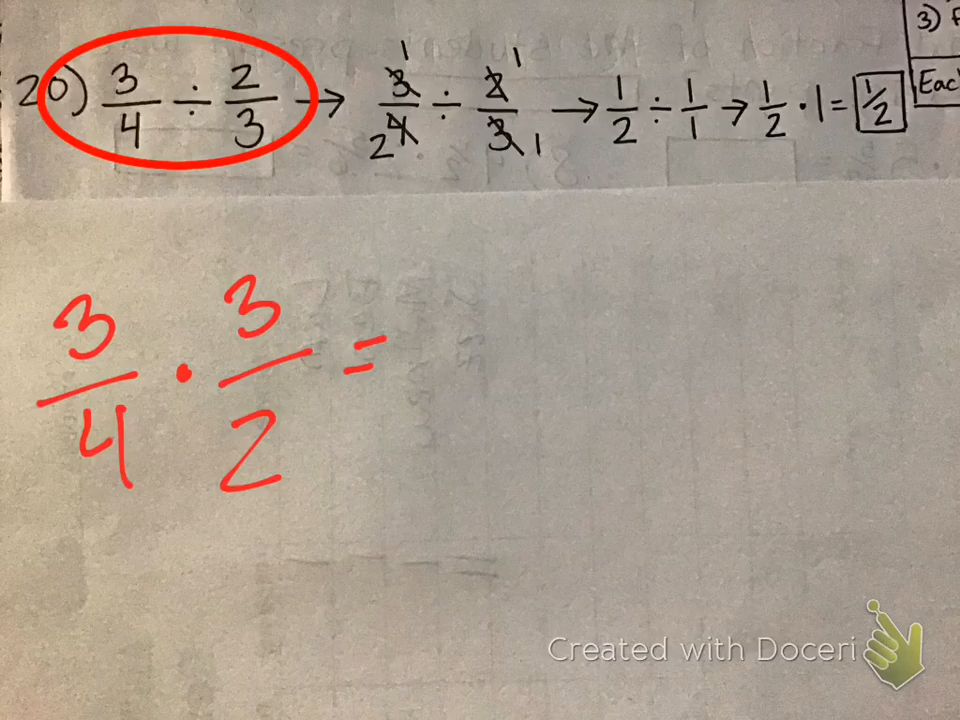 20) 3/4 ÷ 2/3 → 1 3/4 2 ÷ 2 1/3 1 → 1/2 ÷ 1/1 → 1/2 · 1 = 1/2
3)
Eac
3/4 · 3/2 =
Created with Doceri